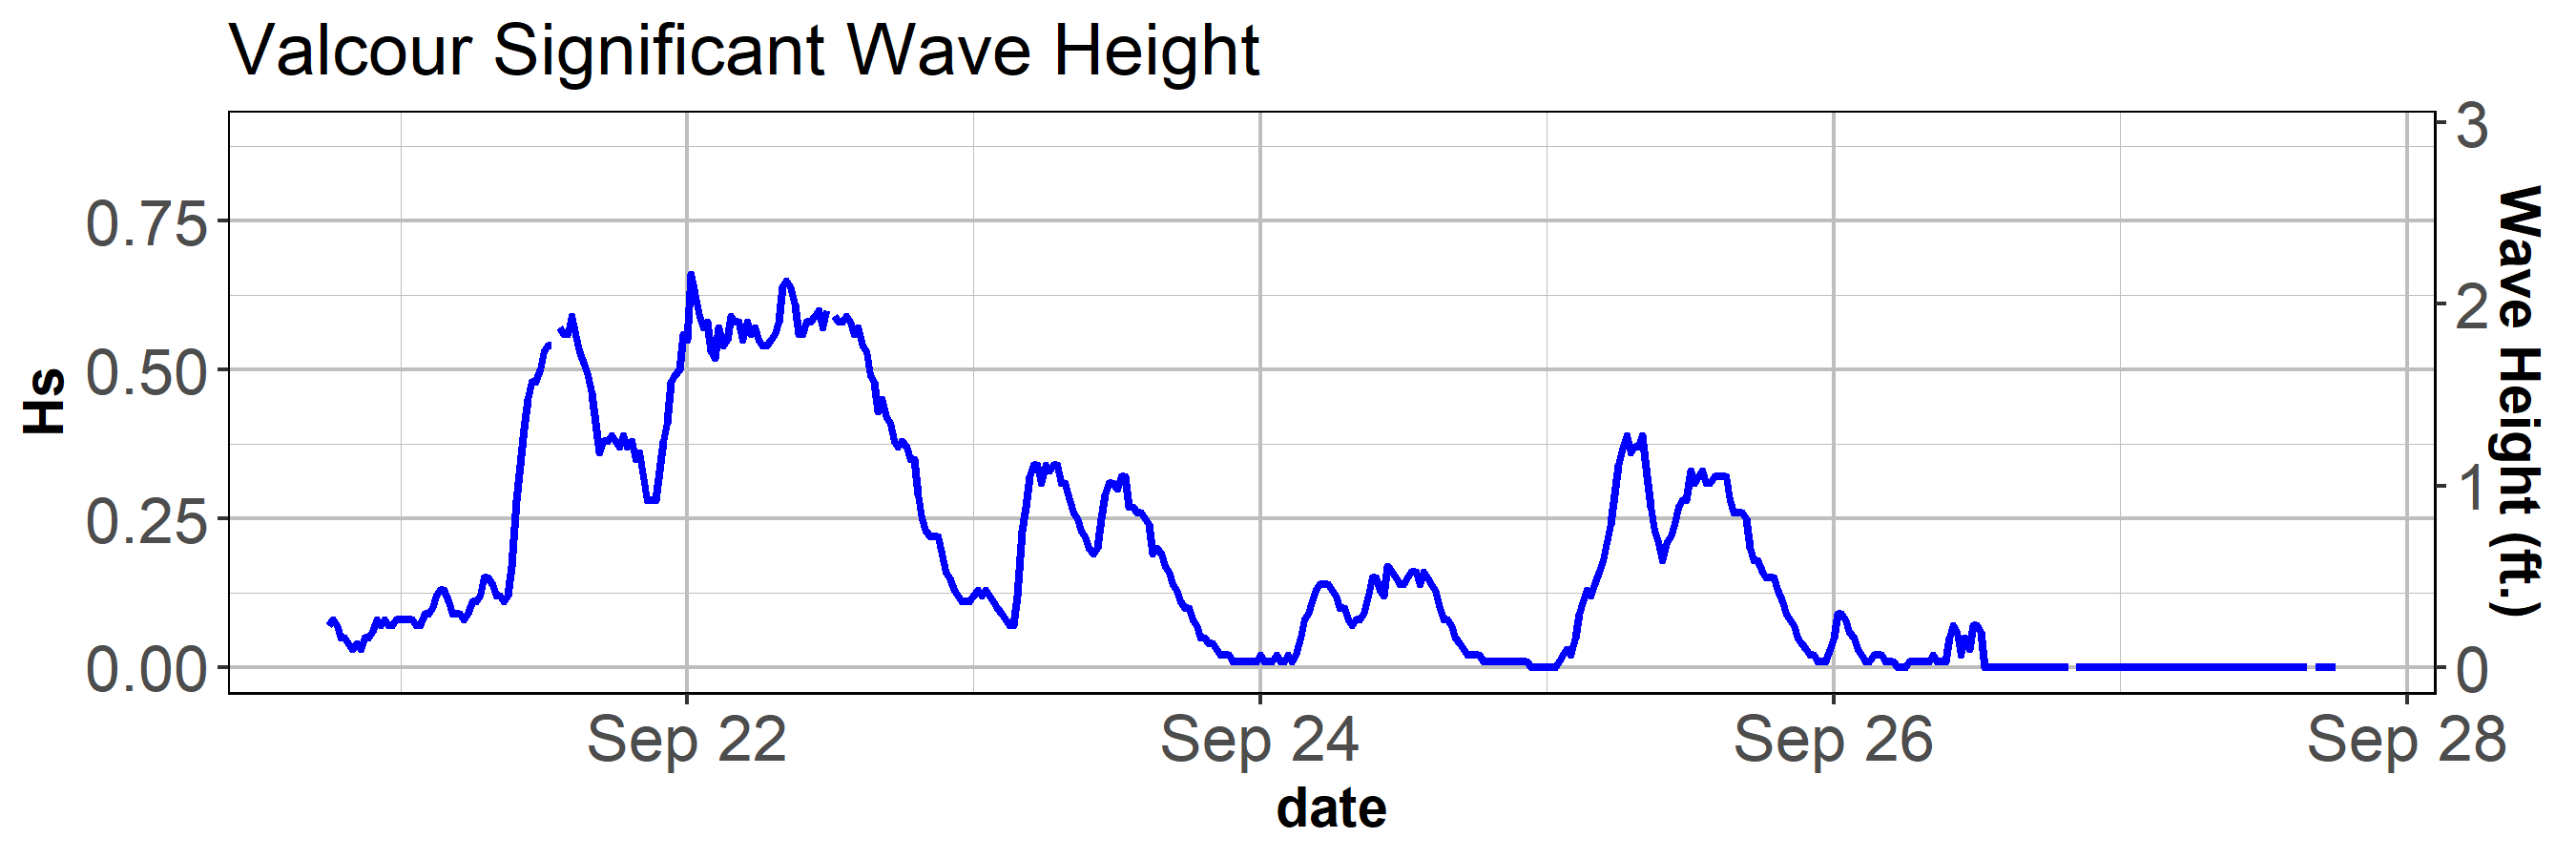 Valcour Significant Wave Height
Hs
0.75
0.50
0.25
0.00
3
2
1
0
Wave Height (ft.)
Sep 22
Sep 24
Sep 26
Sep 28
date